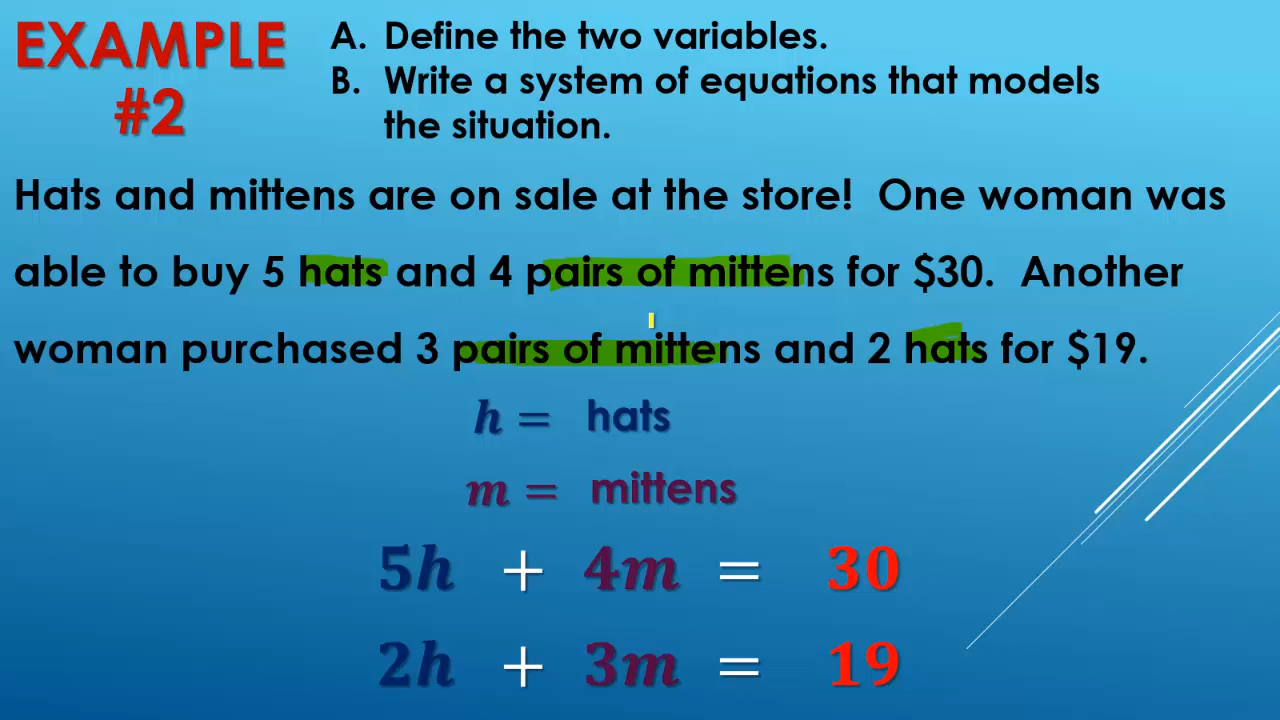 EXAMPLE
#2
A. Define the two variables.
B. Write a system of equations that models
the situation.
Hats and mittens are on sale at the store! One woman was
able to buy 5 hats and 4 pairs of mittens for $30. Another
woman purchased 3 pairs of mittens and 2 hats for $19.
h = hats
m = mittens
5h + 4m = 30
2h + 3m = 19